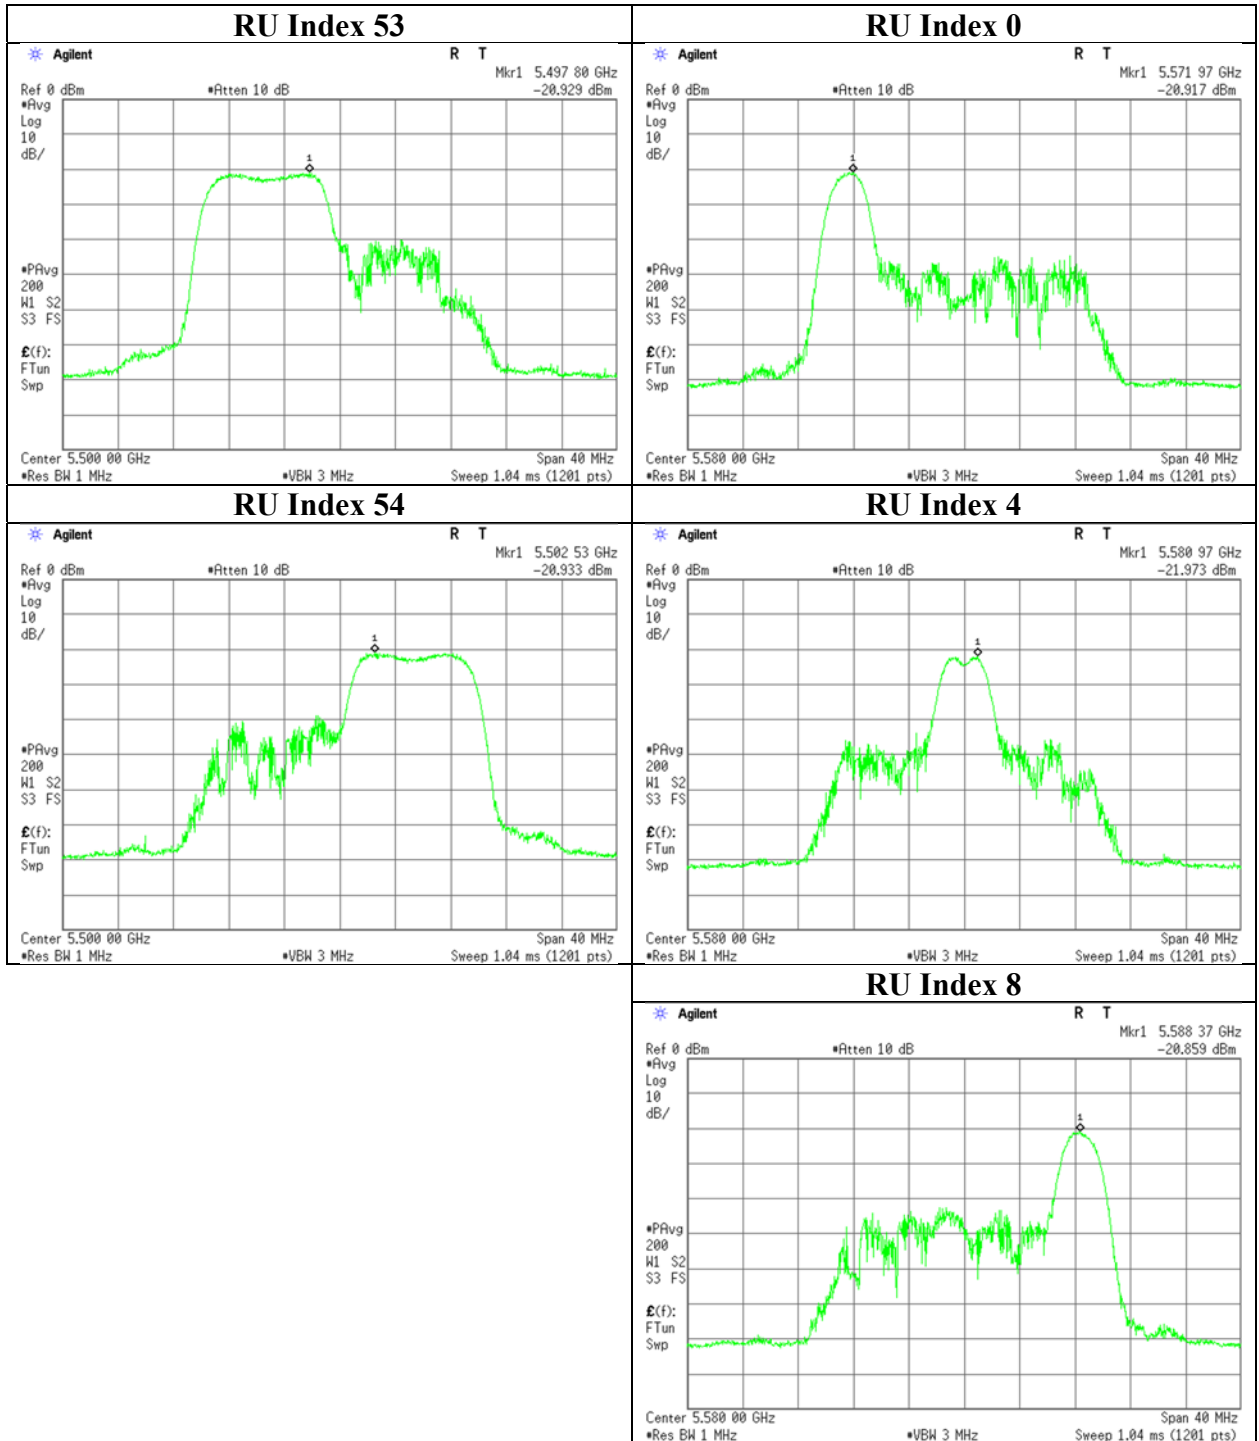 RU Index 53
Agilent
R T
Mkr1 5.497 80 GHz
Ref 0 dBm
*Atten 10 dB
-20.929 dBm
*Avg
Log
10
dB/
1
*PAvg
200
W1 S2
S3 FS
£(f):
FTun
Swp
Center 5.500 00 GHz
Span 40 MHz
*Res BW 1 MHz
*VBW 3 MHz
Sweep 1.04 ms (1201 pts)
RU Index 0
Agilent
R T
Mkr1 5.571 97 GHz
Ref 0 dBm
*Atten 10 dB
-20.917 dBm
*Avg
Log
10
dB/
1
*PAvg
200
W1 S2
S3 FS
£(f):
FTun
Swp
Center 5.580 00 GHz
Span 40 MHz
*Res BW 1 MHz
*VBW 3 MHz
Sweep 1.04 ms (1201 pts)
RU Index 54
Agilent
R T
Mkr1 5.502 53 GHz
Ref 0 dBm
*Atten 10 dB
-20.933 dBm
*Avg
Log
10
dB/
1
*PAvg
200
W1 S2
S3 FS
£(f):
FTun
Swp
Center 5.500 00 GHz
Span 40 MHz
*Res BW 1 MHz
*VBW 3 MHz
Sweep 1.04 ms (1201 pts)
RU Index 4
Agilent
R T
Mkr1 5.580 97 GHz
Ref 0 dBm
*Atten 10 dB
-21.973 dBm
*Avg
Log
10
dB/
1
*PAvg
200
W1 S2
S3 FS
£(f):
FTun
Swp
Center 5.580 00 GHz
Span 40 MHz
*Res BW 1 MHz
*VBW 3 MHz
Sweep 1.04 ms (1201 pts)
RU Index 8
Agilent
R T
Mkr1 5.588 37 GHz
Ref 0 dBm
*Atten 10 dB
-20.859 dBm
*Avg
Log
10
dB/
1
*PAvg
200
W1 S2
S3 FS
£(f):
FTun
Swp
Center 5.580 00 GHz
Span 40 MHz
*Res BW 1 MHz
*VBW 3 MHz
Sweep 1.04 ms (1201 pts)